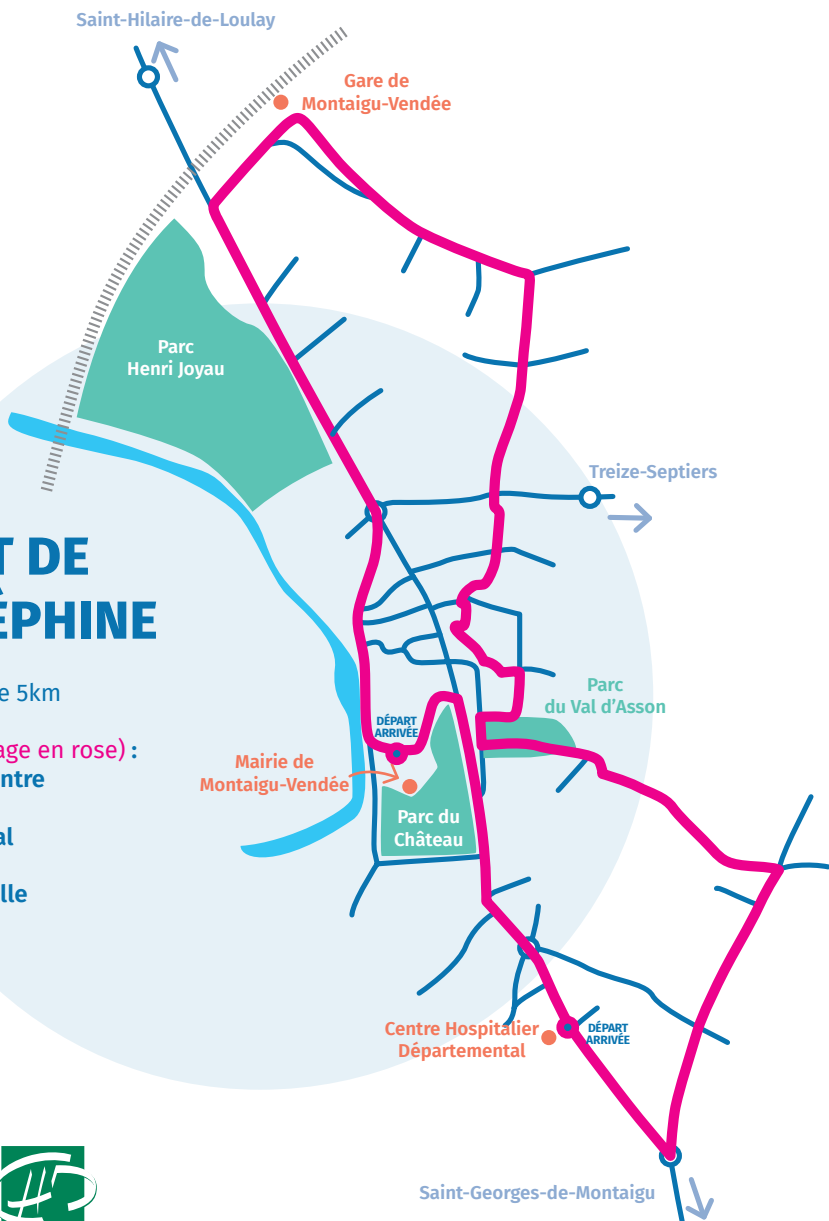 Saint-Hilaire-de-Loulay
Gare de
Montaigu-Vendée
Parc
Henri Joyau
Treize-Septiers
T DE
ÉPHINE
e 5km
Parc
du Val d'Asson
DÉPART
ARRIVÉE
age en rose) :
ntre
Mairie de
Montaigu-Vendée
Parc du
Château
al
lle
Centre Hospitalier
Départemental
DÉPART
ARRIVÉE
Saint-Georges-de-Montaigu